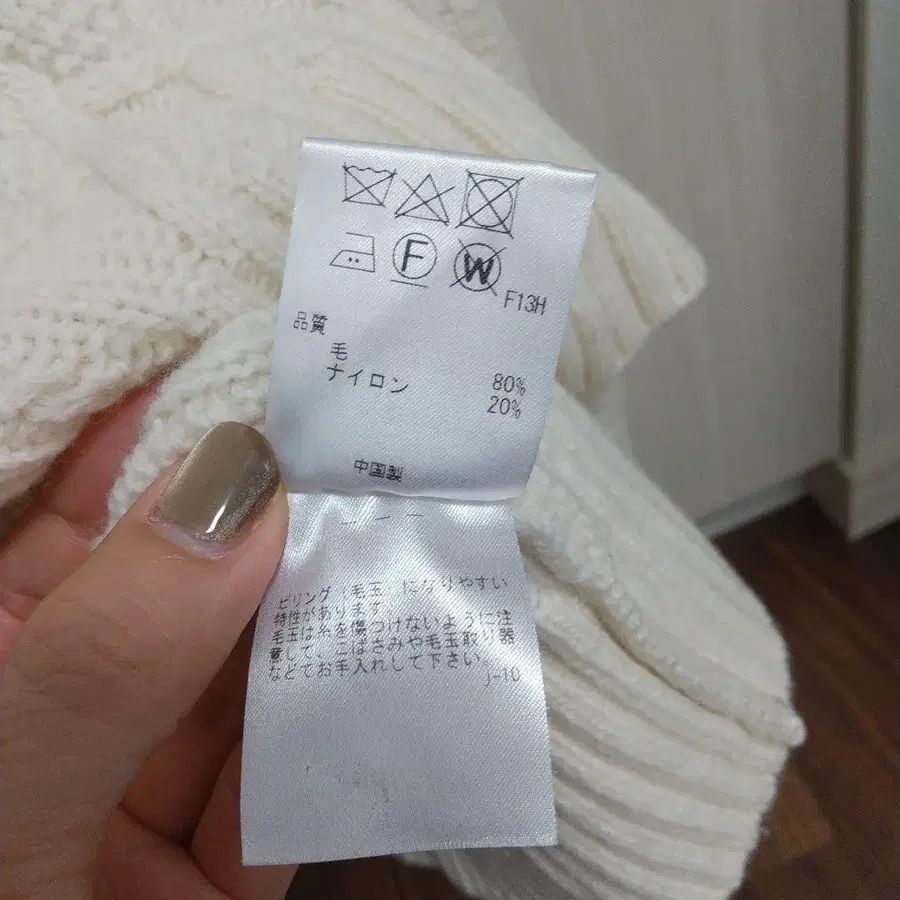 F
W
F13H
品質
毛 80%
ナイロン 20%
中国製
ピリング（毛玉）になりやすい
特性があります
毛玉は糸を傷つけないように注
意して、こばさみや毛玉取り器
などでお手入れして下さい。
j-10